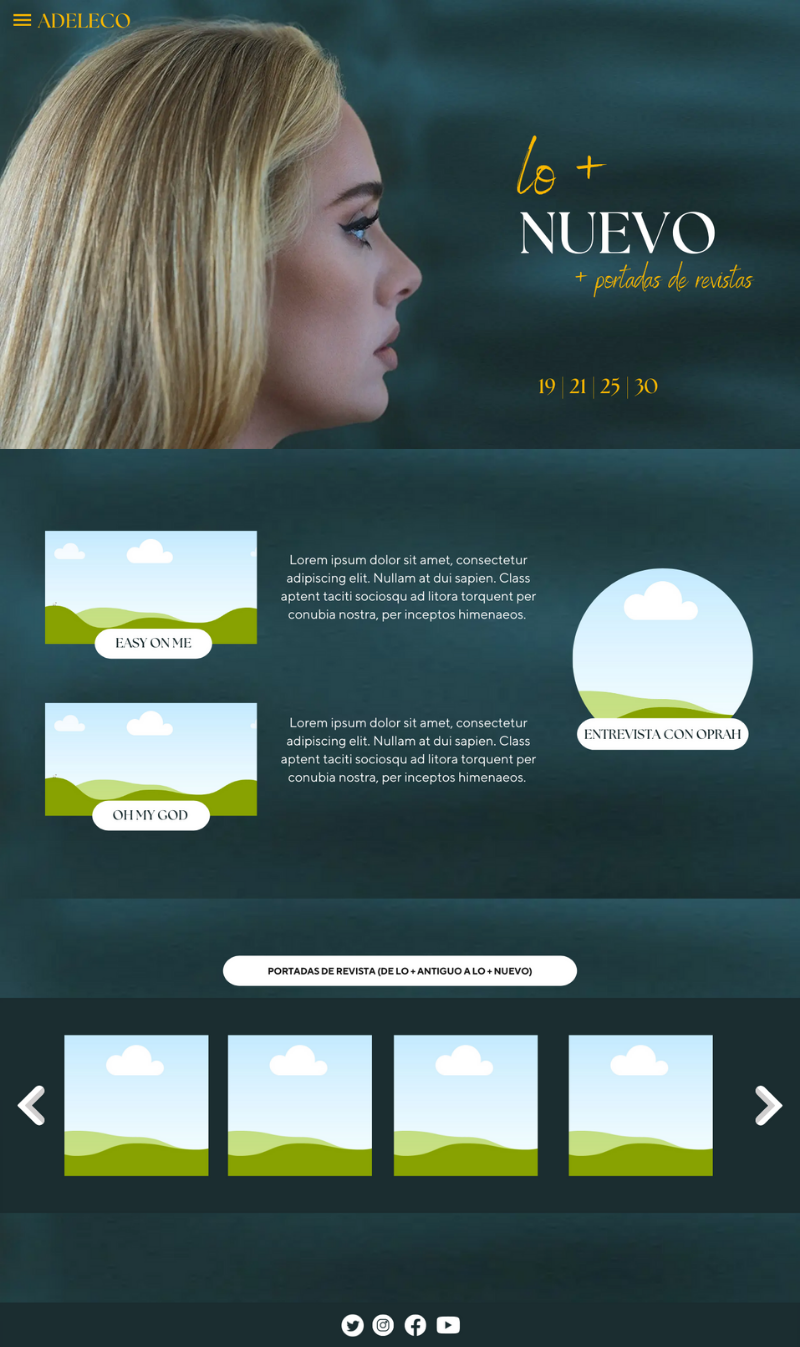 ADELECO
lo +
NUEVO
+ portadas de revistas
19 | 21 | 25 | 30
Lorem ipsum dolor sit amet, consectetur
adipiscing elit. Nullam at dui sapien. Class
aptent taciti sociosqu ad litora torquent per
conubia nostra, per inceptos himenaeos.
EASY ON ME
Lorem ipsum dolor sit amet, consectetur
adipiscing elit. Nullam at dui sapien. Class
aptent taciti sociosqu ad litora torquent per
conubia nostra, per inceptos himenaeos.
OH MY GOD
ENTREVISTA CON OPRAH
PORTADAS DE REVISTA (DE LO + ANTIGUO A LO + NUEVO)